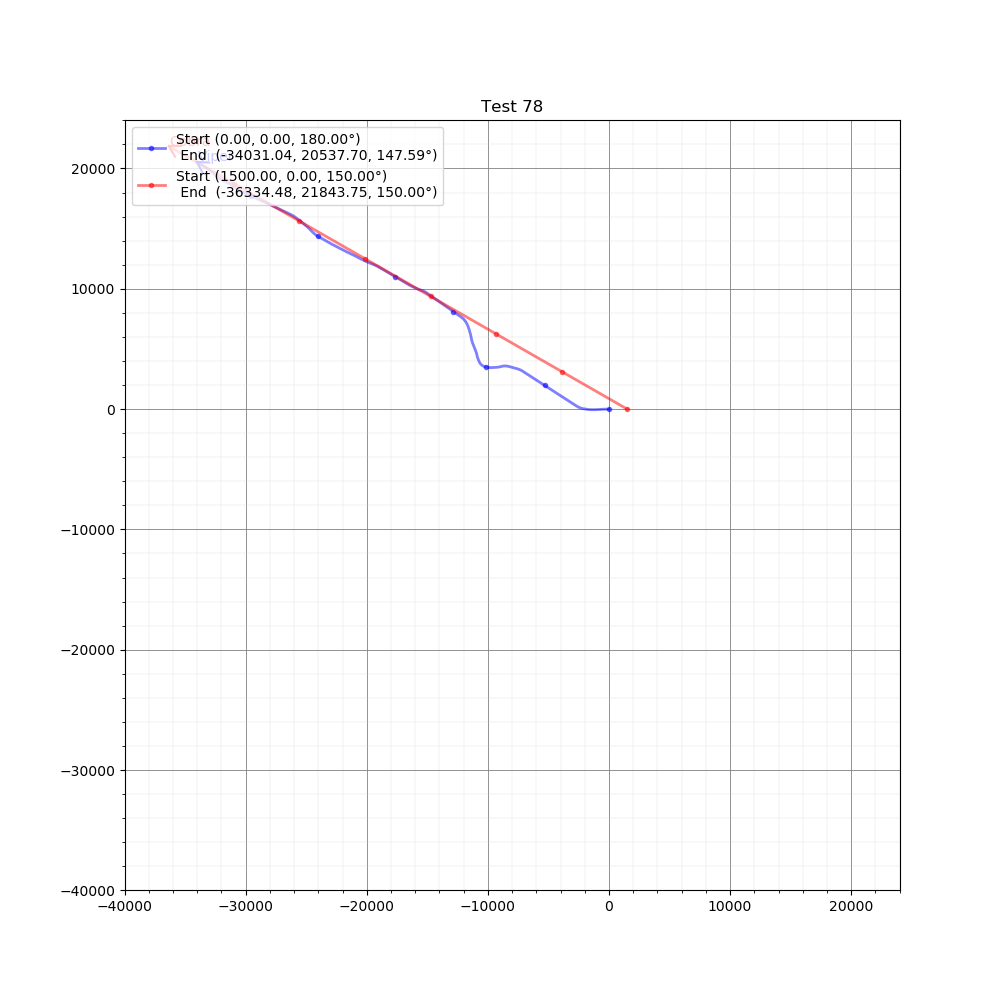 Test 78
Start (0.00, 0.00, 180.00°)
End (-34031.04, 20537.70, 147.59°)
Start (1500.00, 0.00, 150.00°)
End (-36334.48, 21843.75, 150.00°)
20000
10000
0
−10000
−20000
−30000
−40000
−40000 −30000 −20000 −10000 0 10000 20000